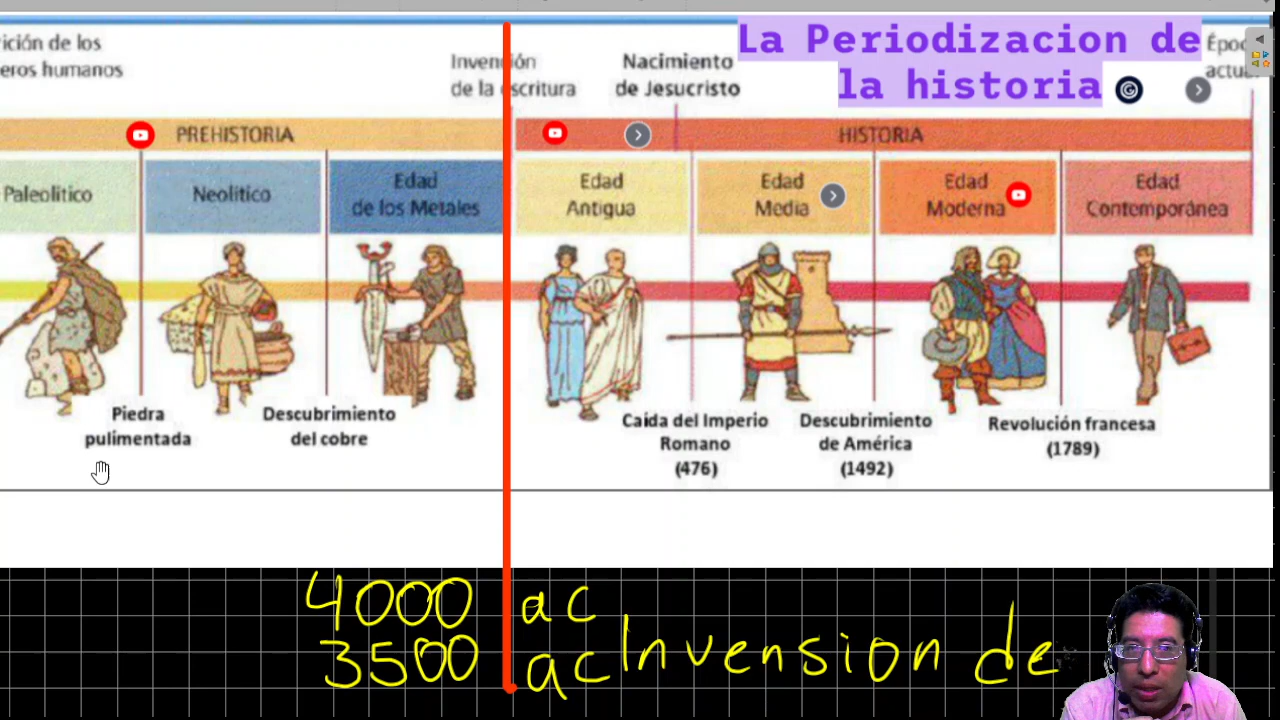 ición de los
eros humanos
Invención
de la escritura
Nacimiento
de Jesucristo
La Periodizacion de
la historia
Époc
actual
PREHISTORIA
HISTORIA
Paleolítico
Neolítico
Edad
de los Metales
Edad
Antigua
Edad
Media
Edad
Moderna
Edad
Contemporánea
Piedra
pulimentada
Descubrimiento
del cobre
Caida del Imperio
Romano
(476)
Descubrimiento
de América
(1492)
Revolución francesa
(1789)
4000 ac
3500 ac Invension de